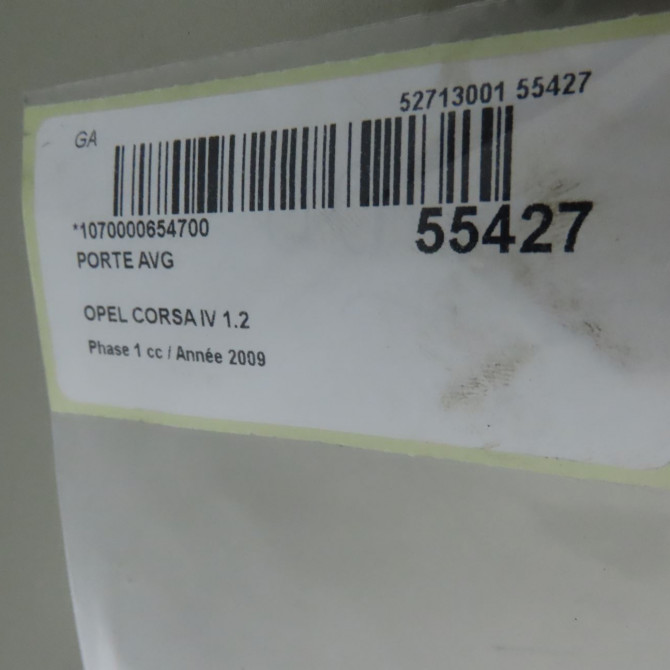 GA
52713001 55427
*1070000654700
55427
PORTE AVG
OPEL CORSA IV 1.2
Phase 1 cc / Année 2009